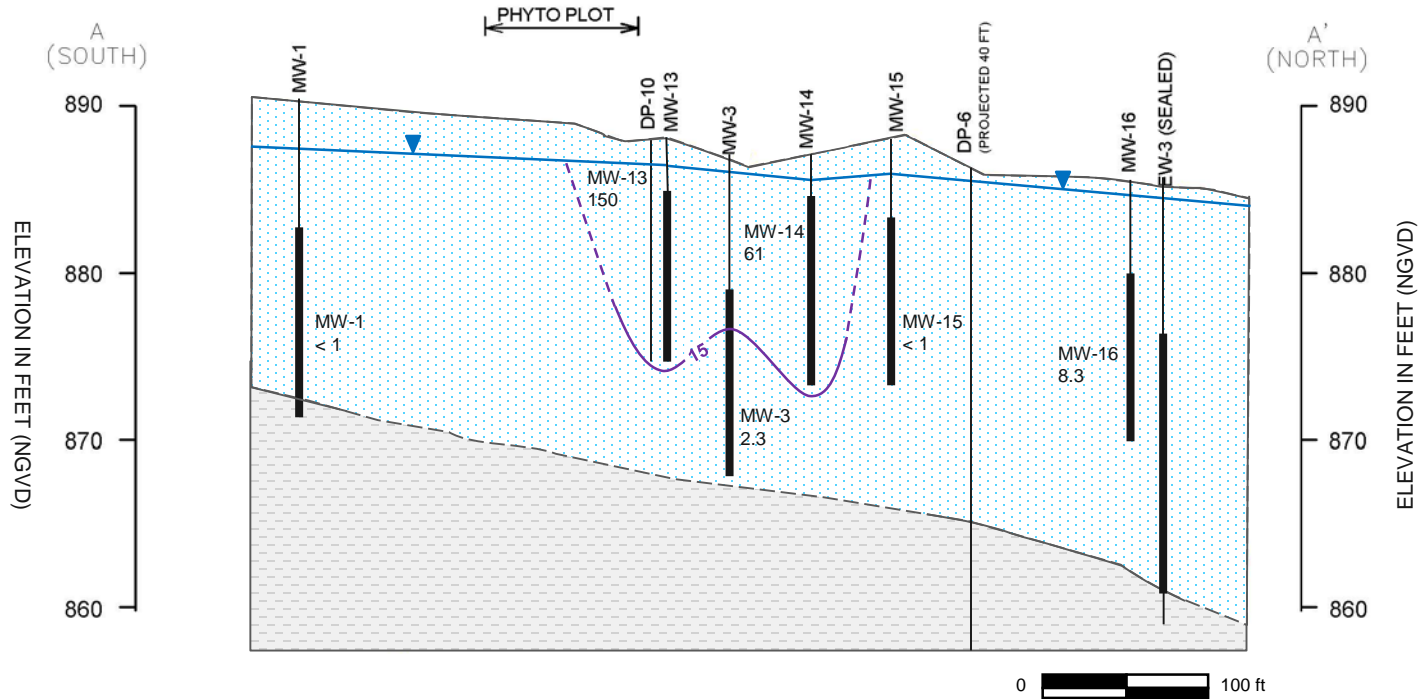 PHYTO PLOT
A
(SOUTH)
A'
(NORTH)
MW-1
DP-10
MW-13
MW-3
MW-14
MW-15
DP-6
(PROJECTED 40 FT)
MW-16
EW-3 (SEALED)
890
880
870
860
ELEVATION IN FEET (NGVD)
MW-1
< 1
MW-13
150
15
MW-3
2.3
MW-14
61
MW-15
< 1
MW-16
8.3
890
880
870
860
ELEVATION IN FEET (NGVD)
0
100 ft